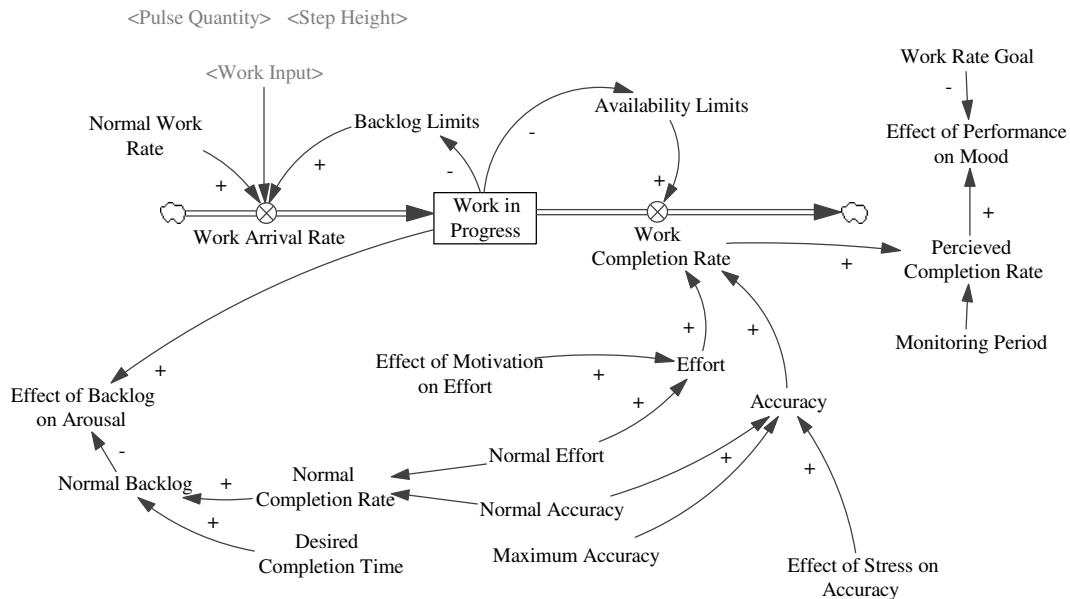 <Pulse Quantity> <Step Height>
<Work Input>
Work Rate Goal
-
Normal Work
Rate
Backlog Limits
Availability Limits
Effect of Performance
on Mood
+
+
-
-
+
+
Work in
Progress
Work Arrival Rate
Work
Completion Rate
+
Percieved
Completion Rate
Monitoring Period
+
+
Effect of Motivation
on Effort
+
Effort
+
Effect of Backlog
on Arousal
+
-
Accuracy
Normal Effort
+
Normal Backlog
+
Normal
Completion Rate
Normal Accuracy
+
+
Desired
Completion Time
Maximum Accuracy
Effect of Stress on
Accuracy